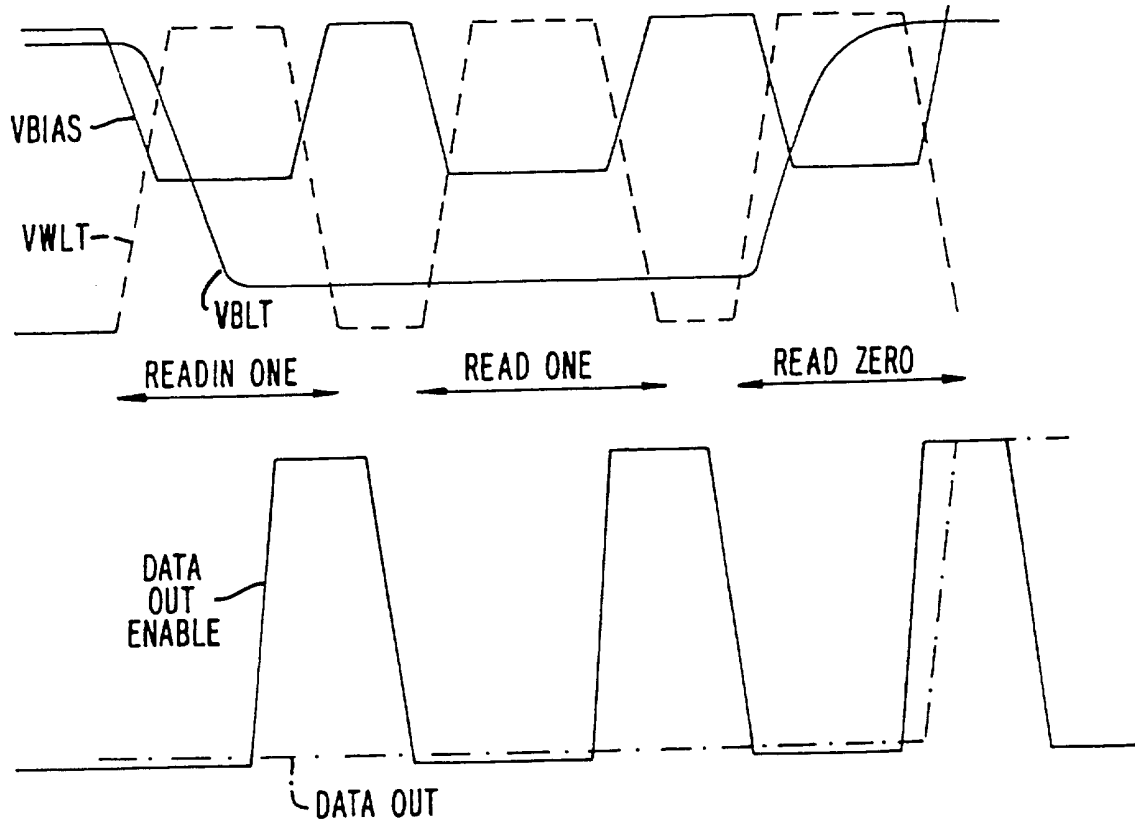 VBIAS
VWLT
VBLT
READIN ONE
READ ONE
READ ZERO
DATA
OUT
ENABLE
DATA OUT